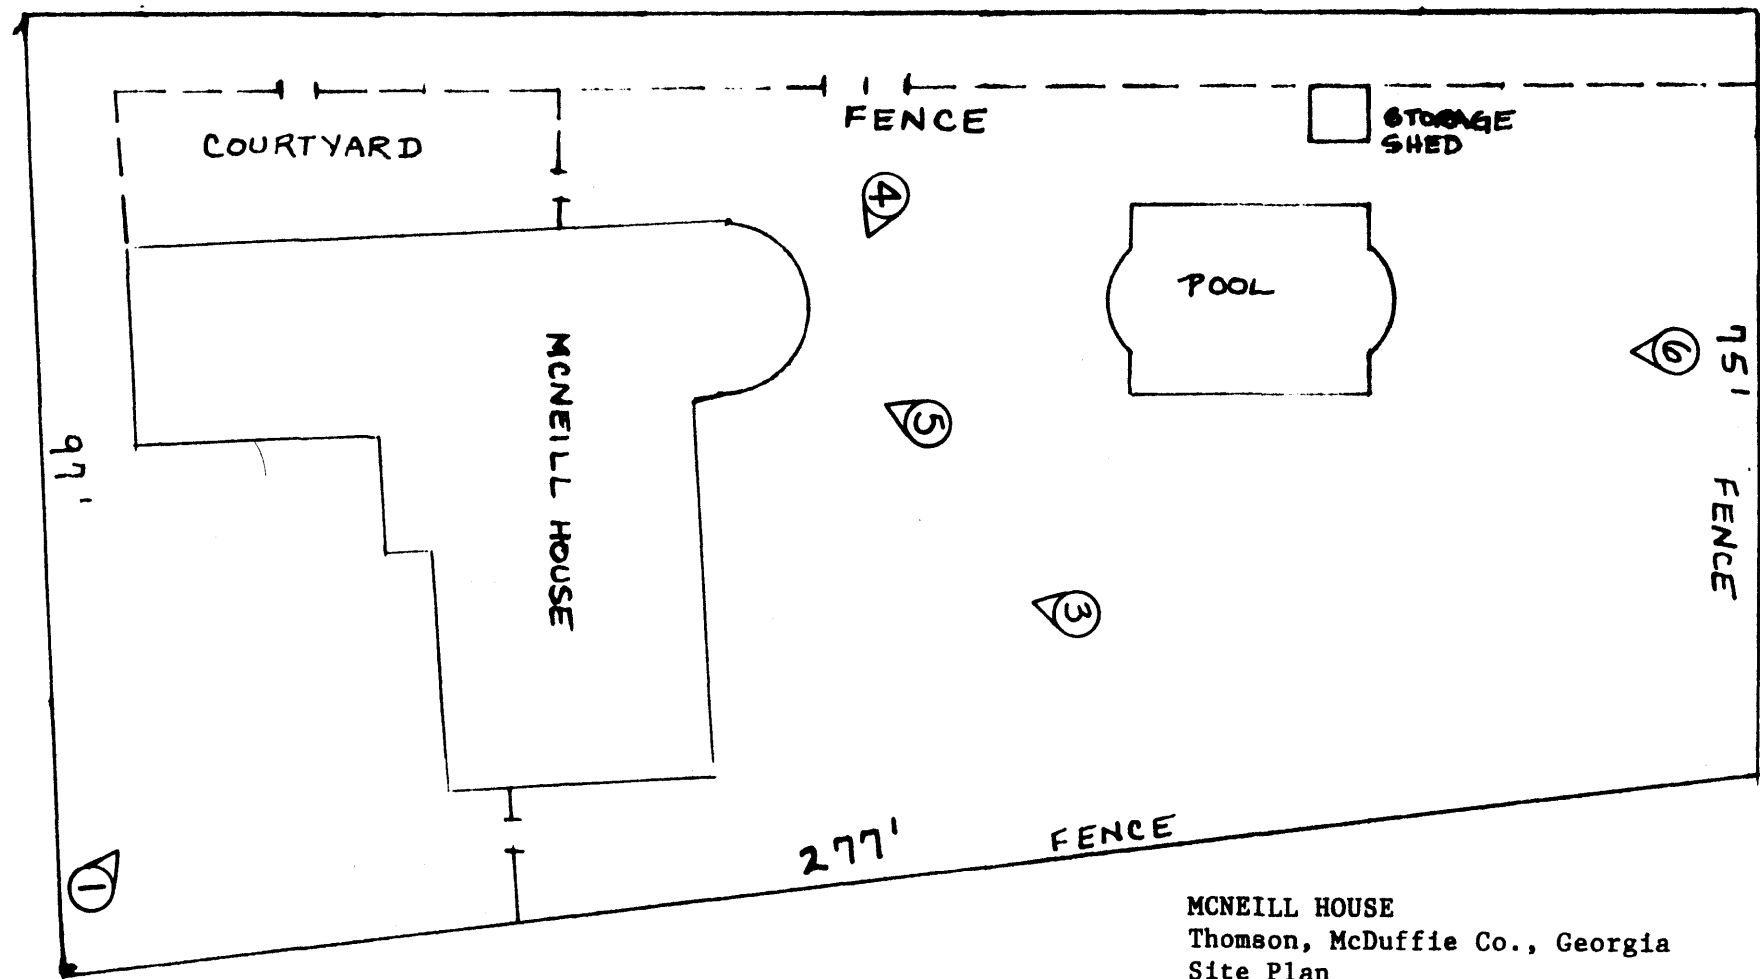 COURTYARD
FENCE
STORAGE
SHED
4
POOL
MCNEILL HOUSE
6
75'
5
97'
FENCE
3
277'
FENCE
1
MCNEILL HOUSE
Thomson, McDuffie Co., Georgia
Site Plan